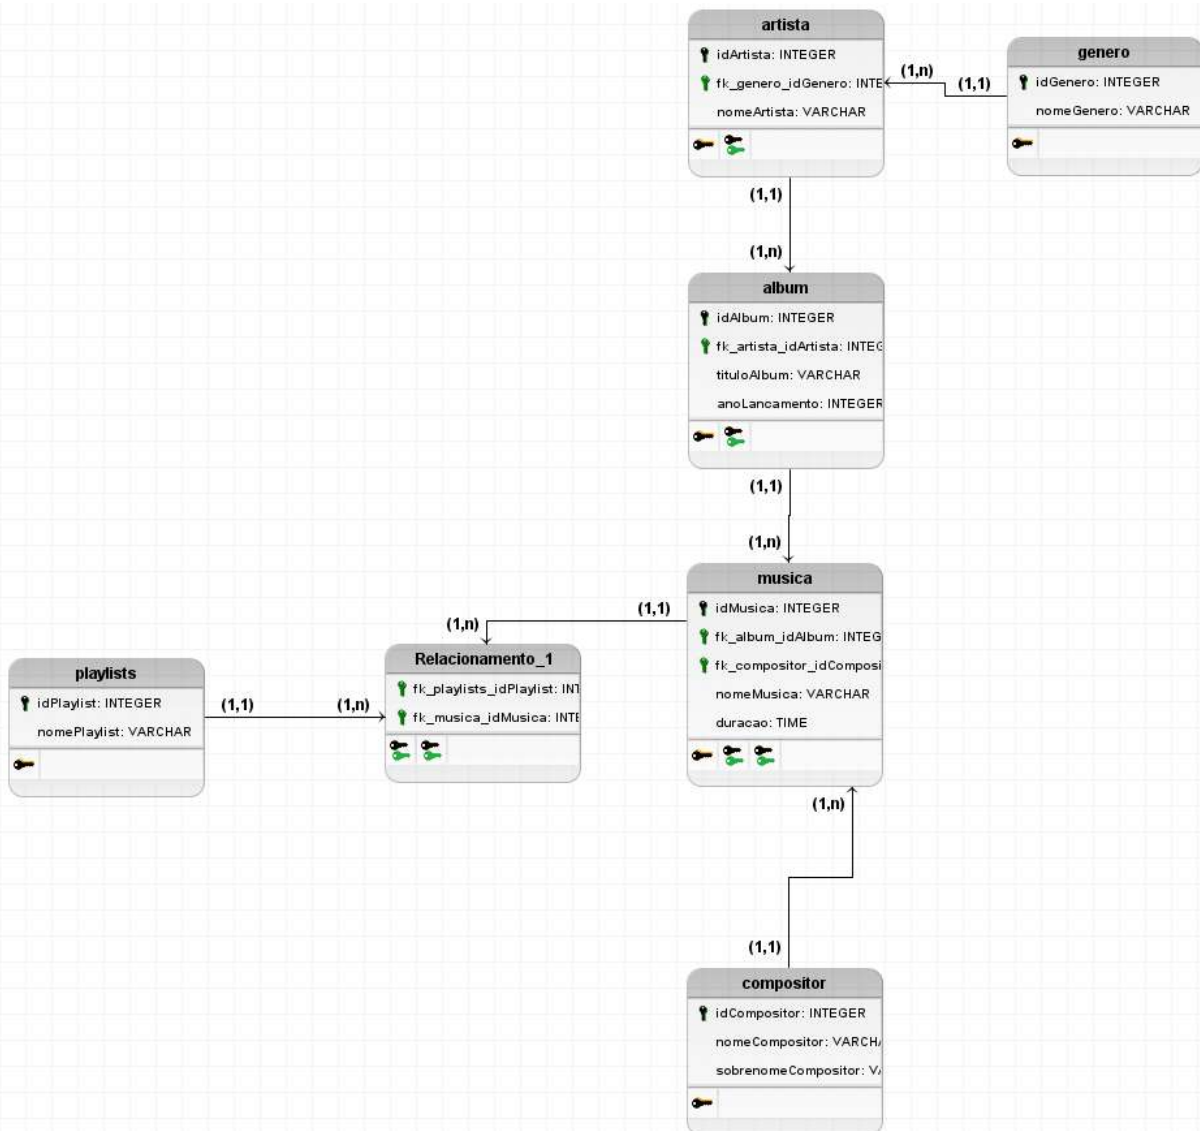 artista
idArtista: INTEGER
fk_genero_idGenero: INTE
nomeArtista: VARCHAR
(1,n)
(1,1)
genero
idGenero: INTEGER
nomeGenero: VARCHAR
(1,1)
(1,n)
album
idAlbum: INTEGER
fk_artista_idArtista: INTEG
tituloAlbum: VARCHAR
anoLancamento: INTEGER
(1,1)
(1,n)
musica
idMusica: INTEGER
fk_album_idAlbum: INTEG
fk_compositor_idComposi
nomeMusica: VARCHAR
duracao: TIME
(1,1)
(1,n)
Relacionamento_1
fk_playlists_idPlaylist: INT
fk_musica_idMusica: INTE
playlists
idPlaylist: INTEGER
nomePlaylist: VARCHAR
(1,1)
(1,n)
(1,n)
(1,1)
compositor
idCompositor: INTEGER
nomeCompositor: VARCHA
sobrenomeCompositor: VA